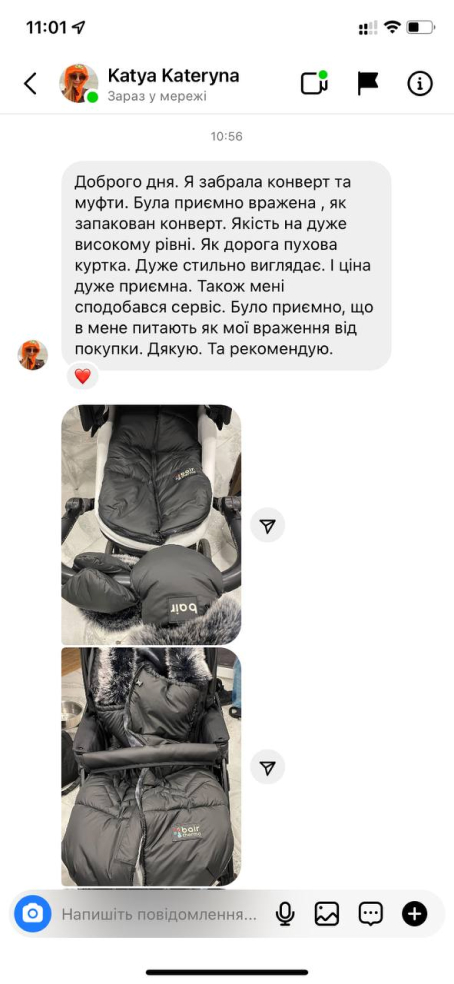 11:01
Katya Kateryna
Зараз у мережі
10:56
Доброго дня. Я забрала конверт та
муфти. Була приємно вражена , як
запакован конверт. Якість на дуже
високому рівні. Як дорога пухова
куртка. Дуже стильно виглядає. І ціна
дуже приємна. Також мені
сподобався сервіс. Було приємно, що
в мене питають як мої враження від
покупки. Дякую. Та рекомендую.
bair
bair
bair
thermo
Напишіть повідомлення...